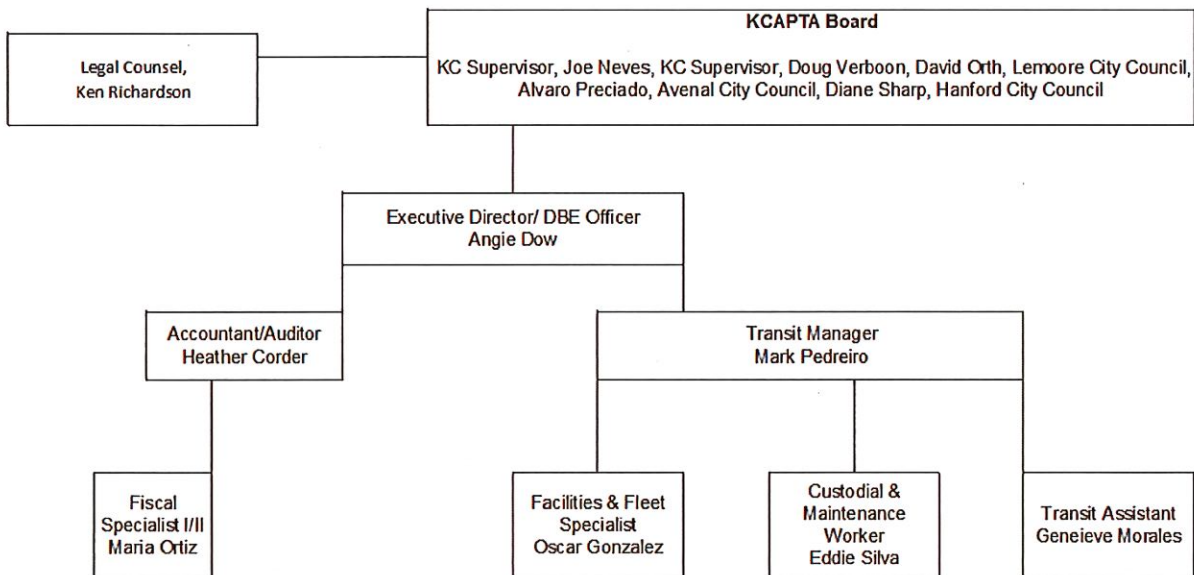 KCAPTA Board
KC Supervisor, Joe Neves, KC Supervisor, Doug Verboon, David Orth, Lemoore City Council,
Alvaro Preciado, Avenal City Council, Diane Sharp, Hanford City Council
Legal Counsel,
Ken Richardson
Executive Director/ DBE Officer
Angie Dow
Accountant/Auditor
Heather Corder
Transit Manager
Mark Pedreiro
Fiscal
Specialist I/II
Maria Ortiz
Facilities & Fleet
Specialist
Oscar Gonzalez
Custodial &
Maintenance
Worker
Eddie Silva
Transit Assistant
Geneieve Morales